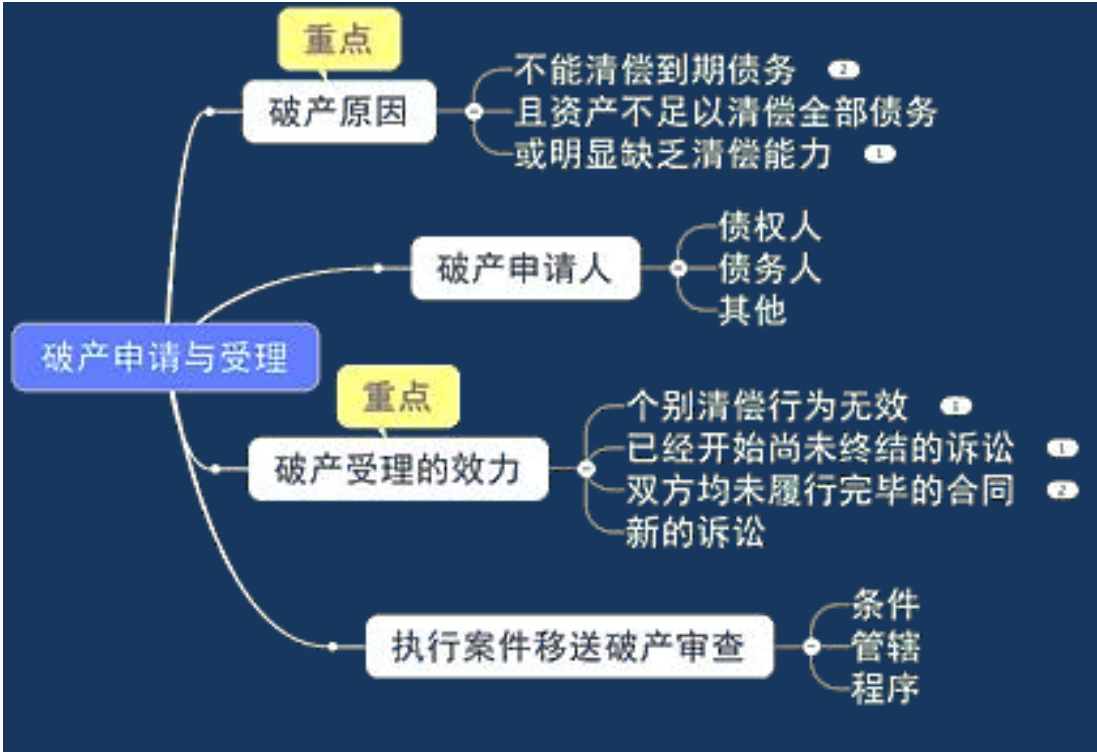 重点
破产原因
不能清偿到期债务 2
且资产不足以清偿全部债务
或明显缺乏清偿能力 1
破产申请人
债权人
债务人
其他
破产申请与受理
重点
破产受理的效力
个别清偿行为无效 1
已经开始尚未终结的诉讼 1
双方均未履行完毕的合同 2
新的诉讼
执行案件移送破产审查
条件
管辖
程序